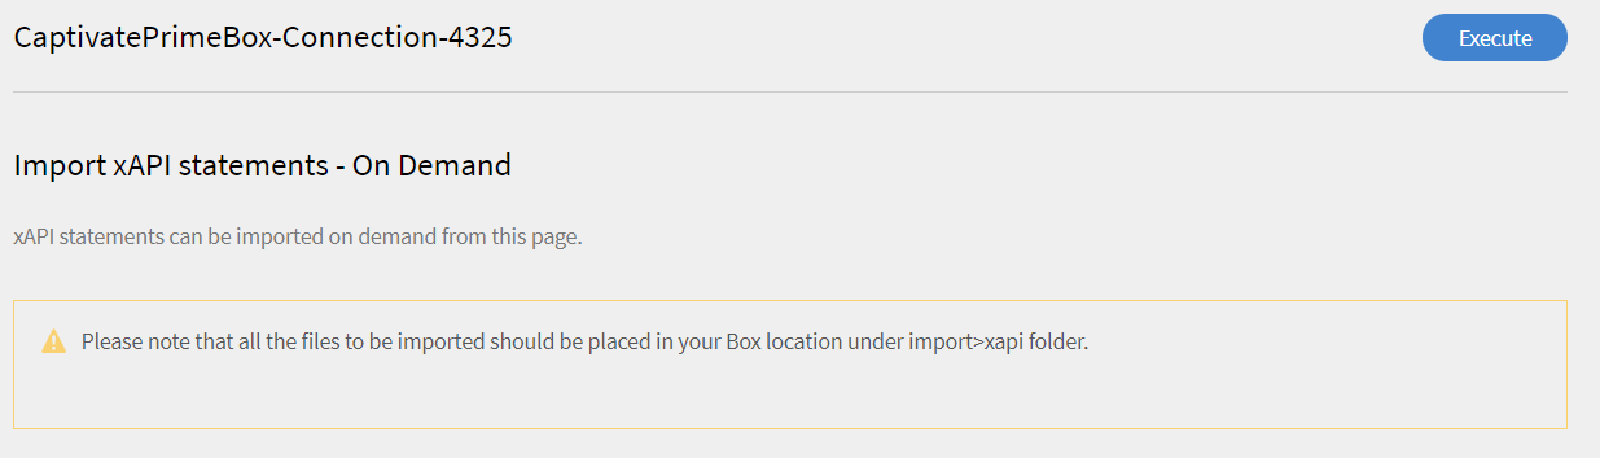 CaptivatePrimeBox-Connection-4325
Execute
Import xAPI statements - On Demand
xAPI statements can be imported on demand from this page.
Please note that all the files to be imported should be placed in your Box location under import>xapi folder.